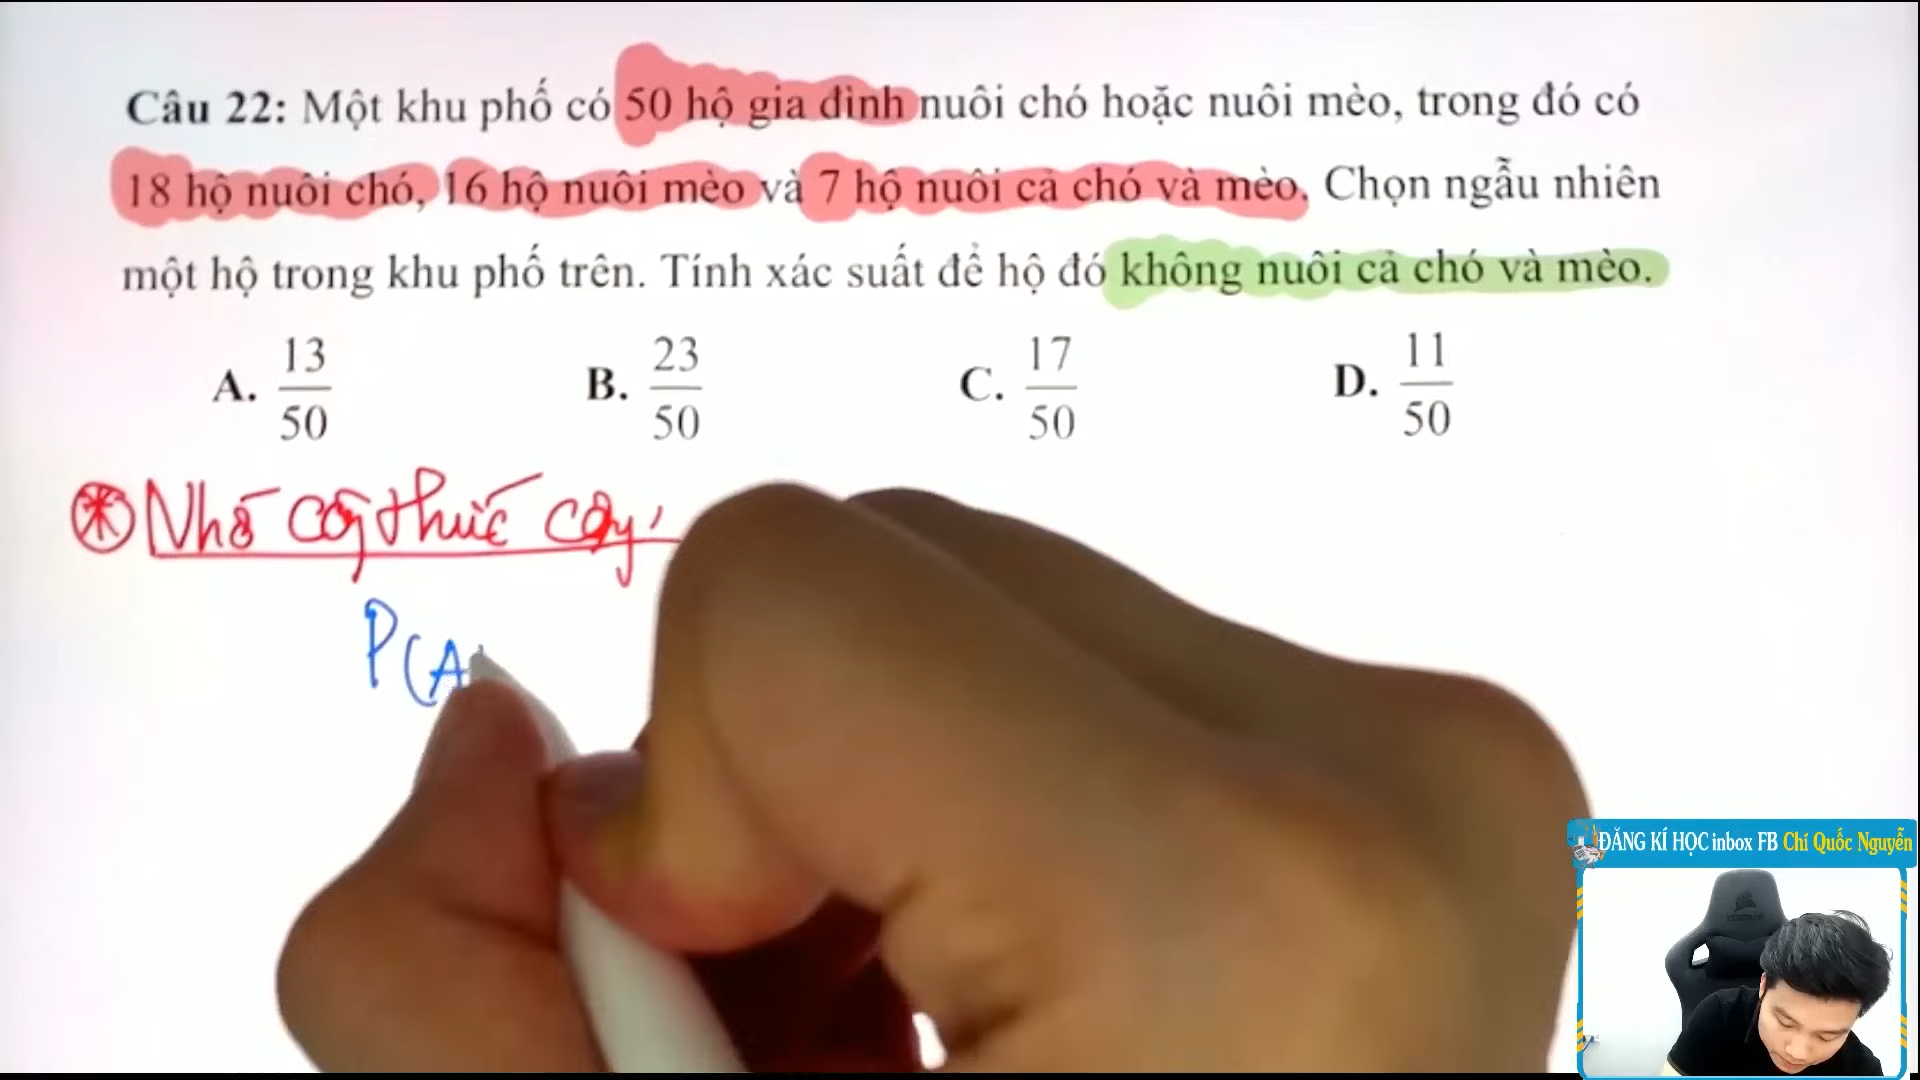 Câu 22: Một khu phố có 50 hộ gia đình nuôi chó hoặc nuôi mèo, trong đó có
18 hộ nuôi chó, 16 hộ nuôi mèo và 7 hộ nuôi cả chó và mèo. Chọn ngẫu nhiên
một hộ trong khu phố trên. Tính xác suất để hộ đó không nuôi cả chó và mèo.
A. 13/50 B. 23/50 C. 17/50 D. 11/50
P(A
ĐĂNG KÍ HỌC inbox FB Chí Quốc Nguyễn